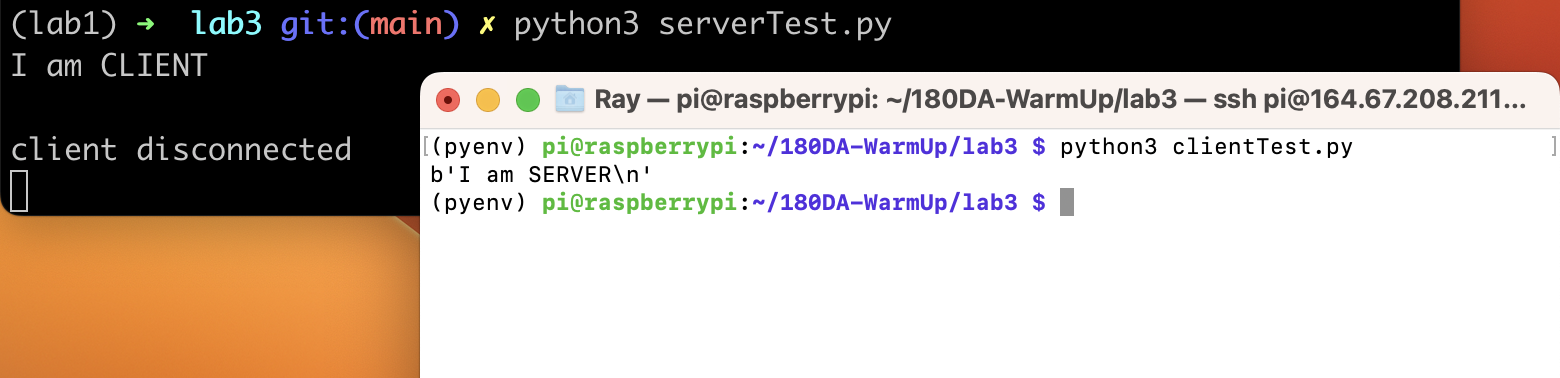 (lab1) ➜ lab3 git:(main) ✗ python3 serverTest.py
I am CLIENT
client disconnected
Ray — pi@raspberrypi: ~/180DA-WarmUp/lab3 — ssh pi@164.67.208.211...
[(pyenv) pi@raspberrypi:~/180DA-WarmUp/lab3 $ python3 clientTest.py ]
b'I am SERVER\n'
(pyenv) pi@raspberrypi:~/180DA-WarmUp/lab3 $